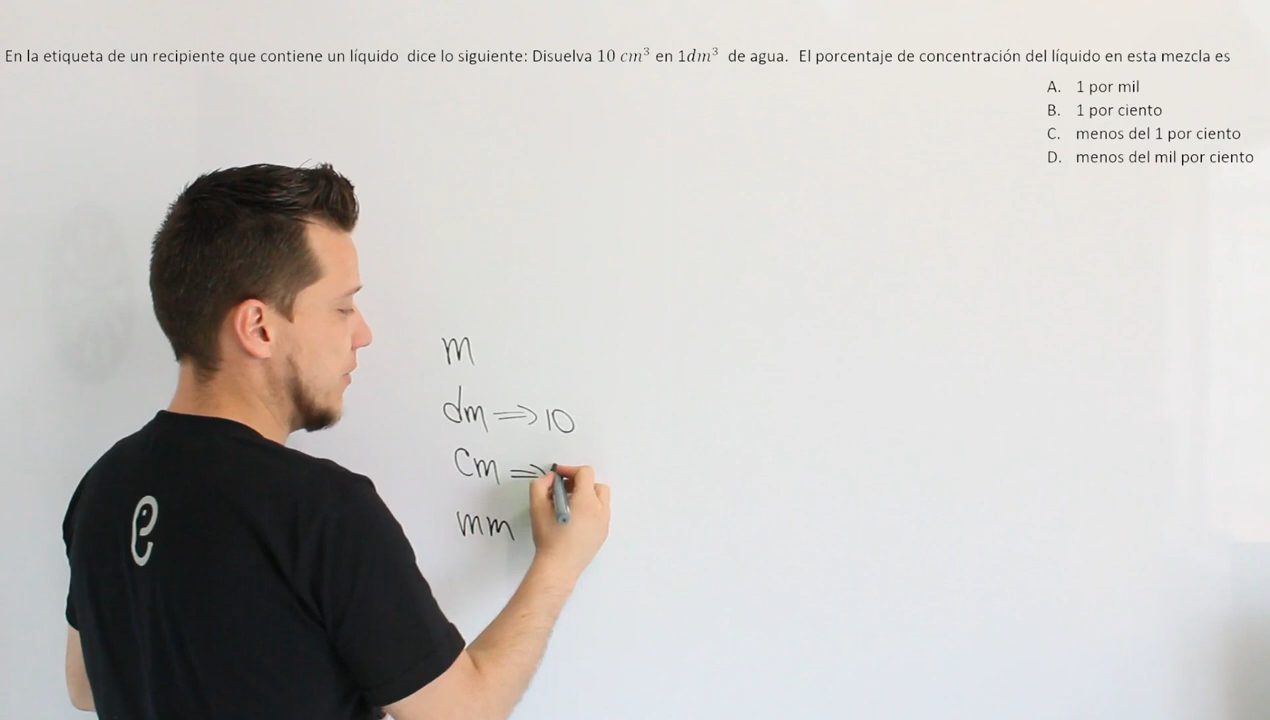 En la etiqueta de un recipiente que contiene un líquido dice lo siguiente: Disuelva 10 cm³ en 1dm³ de agua. El porcentaje de concentración del líquido en esta mezcla es
A. 1 por mil
B. 1 por ciento
C. menos del 1 por ciento
D. menos del mil por ciento
m
dm ⇒ 10
cm ⇒
mm
e